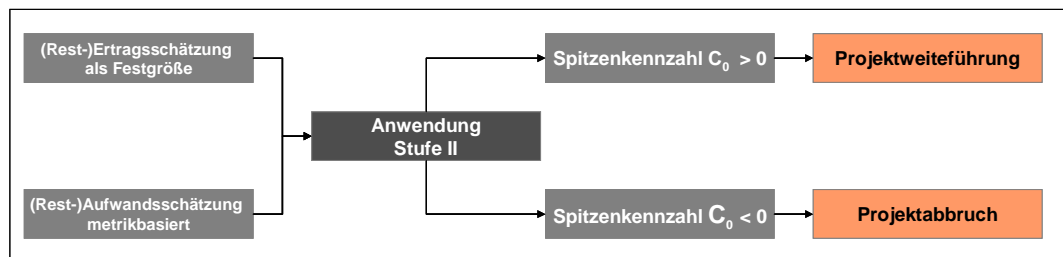 (Rest-)Ertragsschätzung
als Festgröße
Spitzenkennzahl C₀ > 0
Projektweiteführung
Anwendung
Stufe II
(Rest-)Aufwandsschätzung
metrikbasiert
Spitzenkennzahl C₀ < 0
Projektabbruch